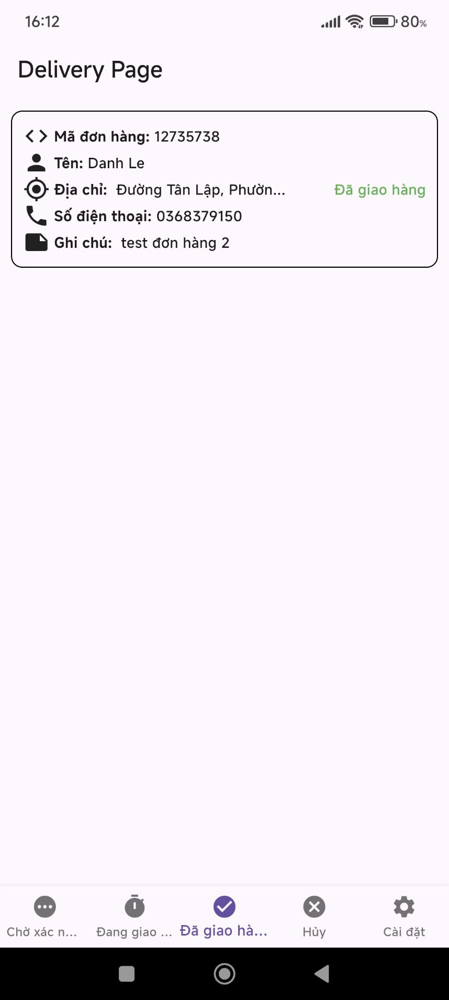 16:12
80%
Delivery Page
Mã đơn hàng: 12735738
Tên: Danh Le
Địa chỉ: Đường Tân Lập, Phườn...
Đã giao hàng
Số điện thoại: 0368379150
Ghi chú: test đơn hàng 2
Chờ xác n...
Đang giao ...
Đã giao hà...
Hủy
Cài đặt